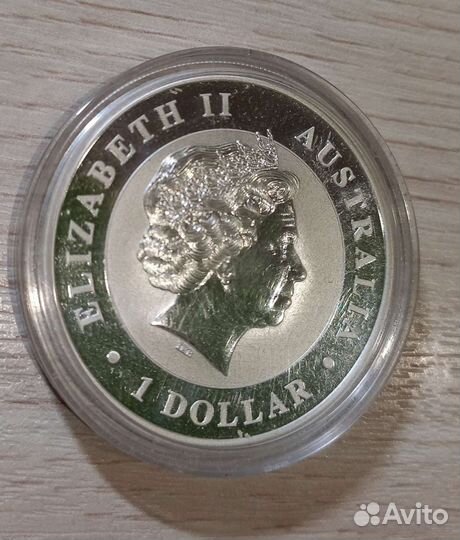 ELIZABETH II
AUSTRALIA
• 1 DOLLAR •
Avito